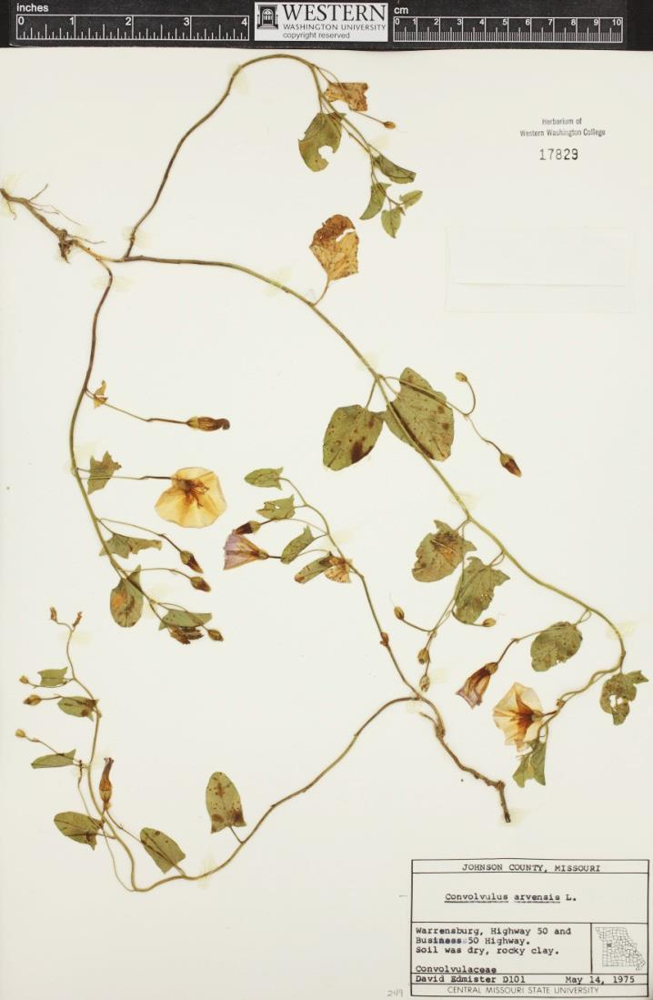 inches
cm
0 1 2 3 4
WESTERN
WASHINGTON UNIVERSITY
copyright reserved
0 1 2 3 4 5 6 7 8 9 10
Herbarium of
Western Washington College
17829
JOHNSON COUNTY, MISSOURI
Convolvulus arvensis L.
Warrensburg, Highway 50 and
Business 50 Highway.
Soil was dry, rocky clay.
Convolvulaceae
David Edmister D101 May 14, 1975
CENTRAL MISSOURI STATE UNIVERSITY
249